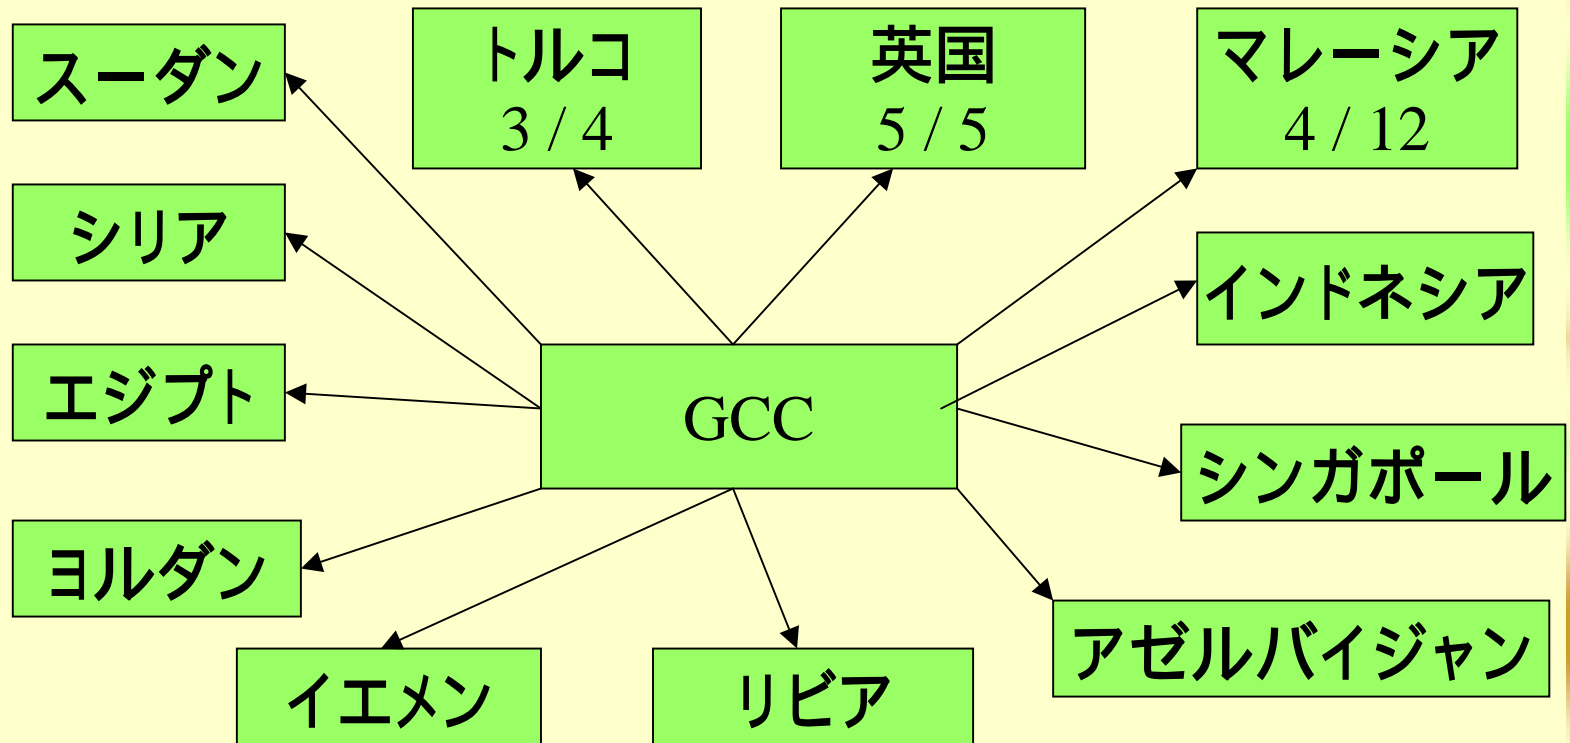 スーダン
トルコ
3 / 4
英国
5 / 5
マレーシア
4 / 12
シリア
インドネシア
エジプト
GCC
シンガポール
ヨルダン
アゼルバイジャン
イエメン
リビア